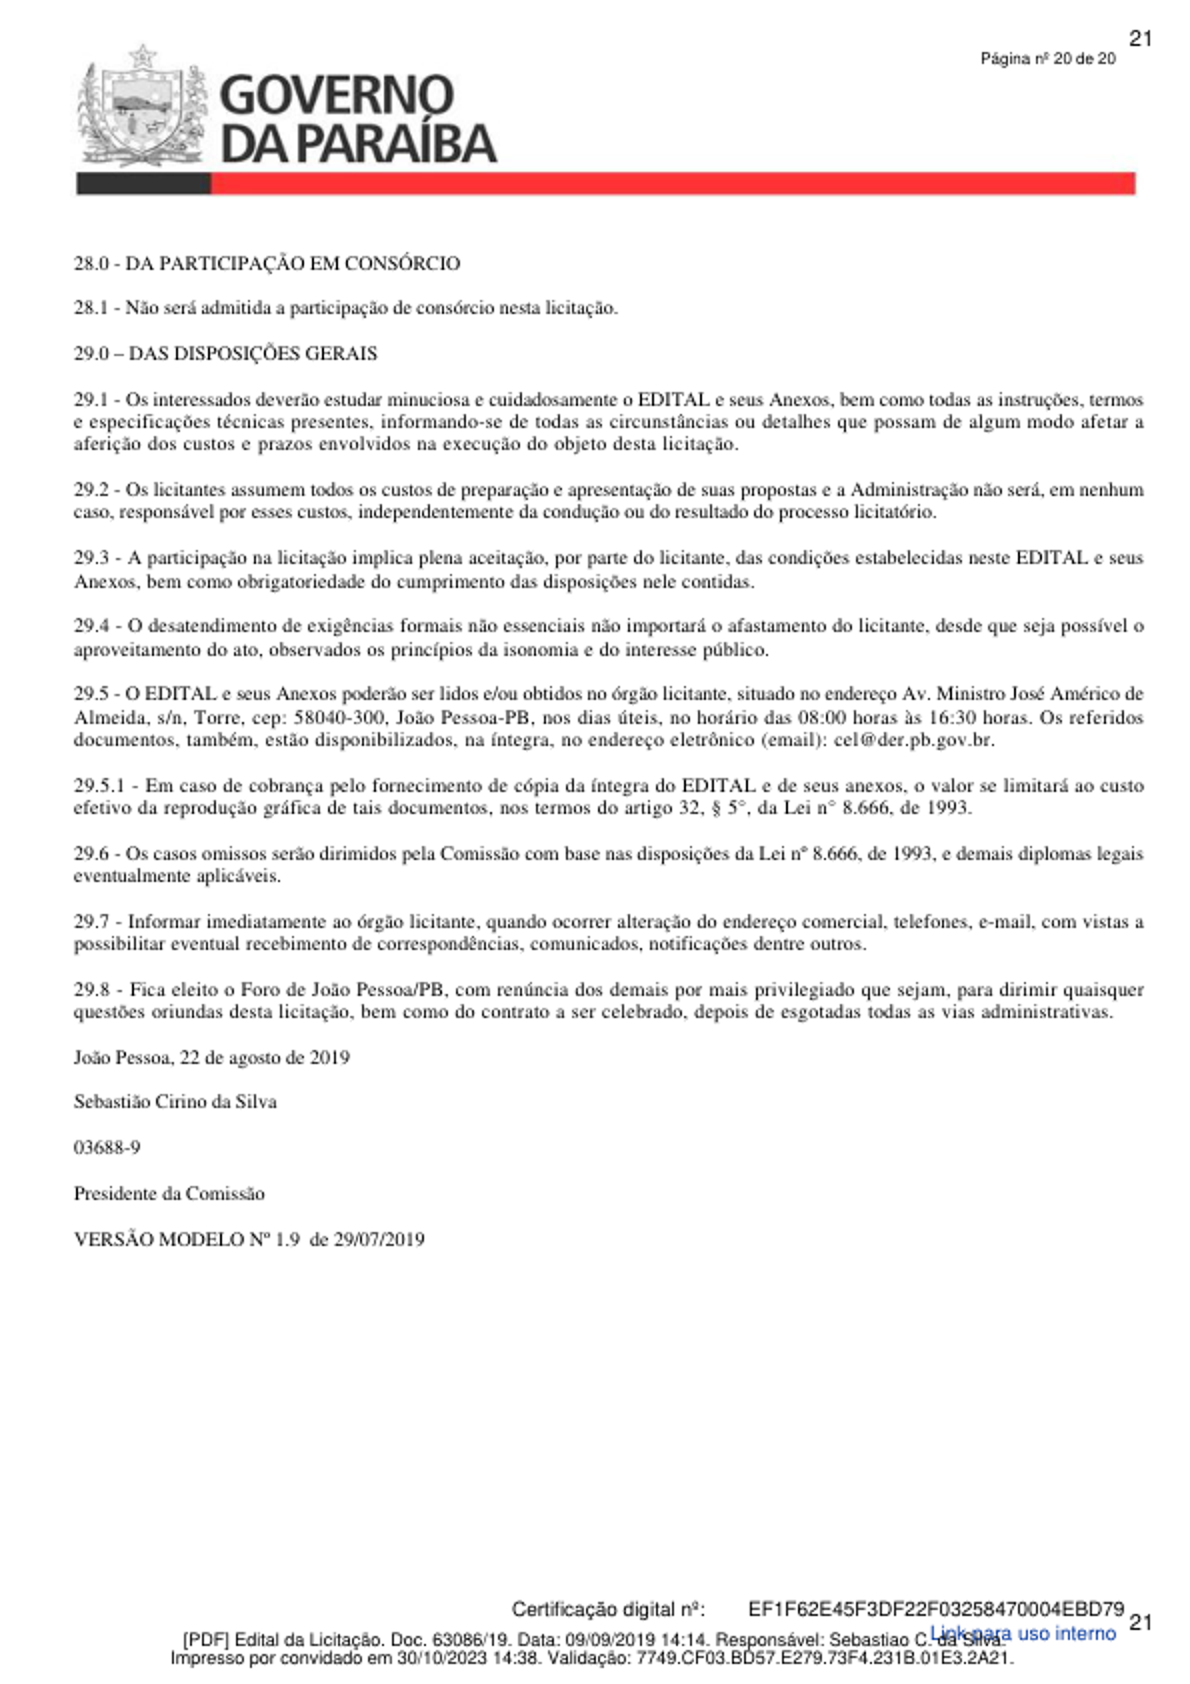 21
Página nº 20 de 20
GOVERNO
DA PARAÍBA
28.0 - DA PARTICIPAÇÃO EM CONSÓRCIO
28.1 - Não será admitida a participação de consórcio nesta licitação.
29.0 – DAS DISPOSIÇÕES GERAIS
29.1 - Os interessados deverão estudar minuciosa e cuidadosamente o EDITAL e seus Anexos, bem como todas as instruções, termos
e especificações técnicas presentes, informando-se de todas as circunstâncias ou detalhes que possam de algum modo afetar a
aferição dos custos e prazos envolvidos na execução do objeto desta licitação.
29.2 - Os licitantes assumem todos os custos de preparação e apresentação de suas propostas e a Administração não será, em nenhum
caso, responsável por esses custos, independentemente da condução ou do resultado do processo licitatório.
29.3 - A participação na licitação implica plena aceitação, por parte do licitante, das condições estabelecidas neste EDITAL e seus
Anexos, bem como obrigatoriedade do cumprimento das disposições nele contidas.
29.4 - O desatendimento de exigências formais não essenciais não importará o afastamento do licitante, desde que seja possível o
aproveitamento do ato, observados os princípios da isonomia e do interesse público.
29.5 - O EDITAL e seus Anexos poderão ser lidos e/ou obtidos no órgão licitante, situado no endereço Av. Ministro José Américo de
Almeida, s/n, Torre, cep: 58040-300, João Pessoa-PB, nos dias úteis, no horário das 08:00 horas às 16:30 horas. Os referidos
documentos, também, estão disponibilizados, na íntegra, no endereço eletrônico (email): cel@der.pb.gov.br.
29.5.1 - Em caso de cobrança pelo fornecimento de cópia da íntegra do EDITAL e de seus anexos, o valor se limitará ao custo
efetivo da reprodução gráfica de tais documentos, nos termos do artigo 32, § 5°, da Lei n° 8.666, de 1993.
29.6 - Os casos omissos serão dirimidos pela Comissão com base nas disposições da Lei nº 8.666, de 1993, e demais diplomas legais
eventualmente aplicáveis.
29.7 - Informar imediatamente ao órgão licitante, quando ocorrer alteração do endereço comercial, telefones, e-mail, com vistas a
possibilitar eventual recebimento de correspondências, comunicados, notificações dentre outros.
29.8 - Fica eleito o Foro de João Pessoa/PB, com renúncia dos demais por mais privilegiado que sejam, para dirimir quaisquer
questões oriundas desta licitação, bem como do contrato a ser celebrado, depois de esgotadas todas as vias administrativas.
João Pessoa, 22 de agosto de 2019
Sebastião Cirino da Silva
03688-9
Presidente da Comissão
VERSÃO MODELO Nº 1.9 de 29/07/2019
Certificação digital nº: EF1F62E45F3DF22F03258470004EBD79
21
[PDF] Edital da Licitação. Doc. 63086/19. Data: 09/09/2019 14:14. Responsável: Sebastiao C. da Silva.
Link para uso interno
Impresso por convidado em 30/10/2023 14:38. Validação: 7749.CF03.BD57.E279.73F4.231B.01E3.2A21.